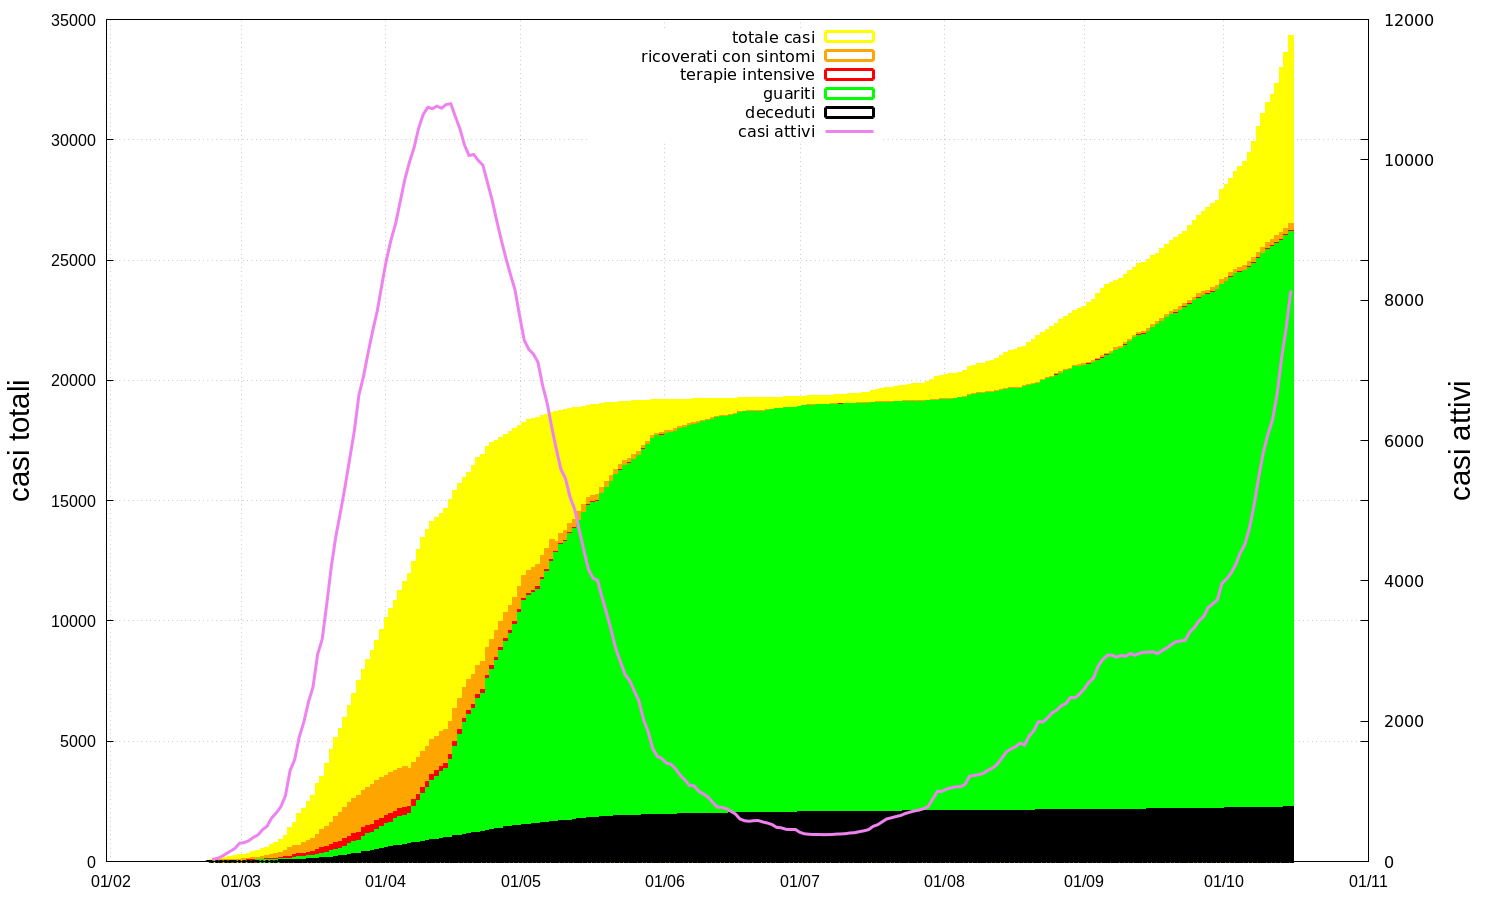 35000
30000
25000
20000
15000
10000
5000
0
casi totali
totale casi
ricoverati con sintomi
terapie intensive
guariti
deceduti
casi attivi
12000
10000
8000
6000
4000
2000
0
casi attivi
01/02 01/03 01/04 01/05 01/06 01/07 01/08 01/09 01/10 01/11